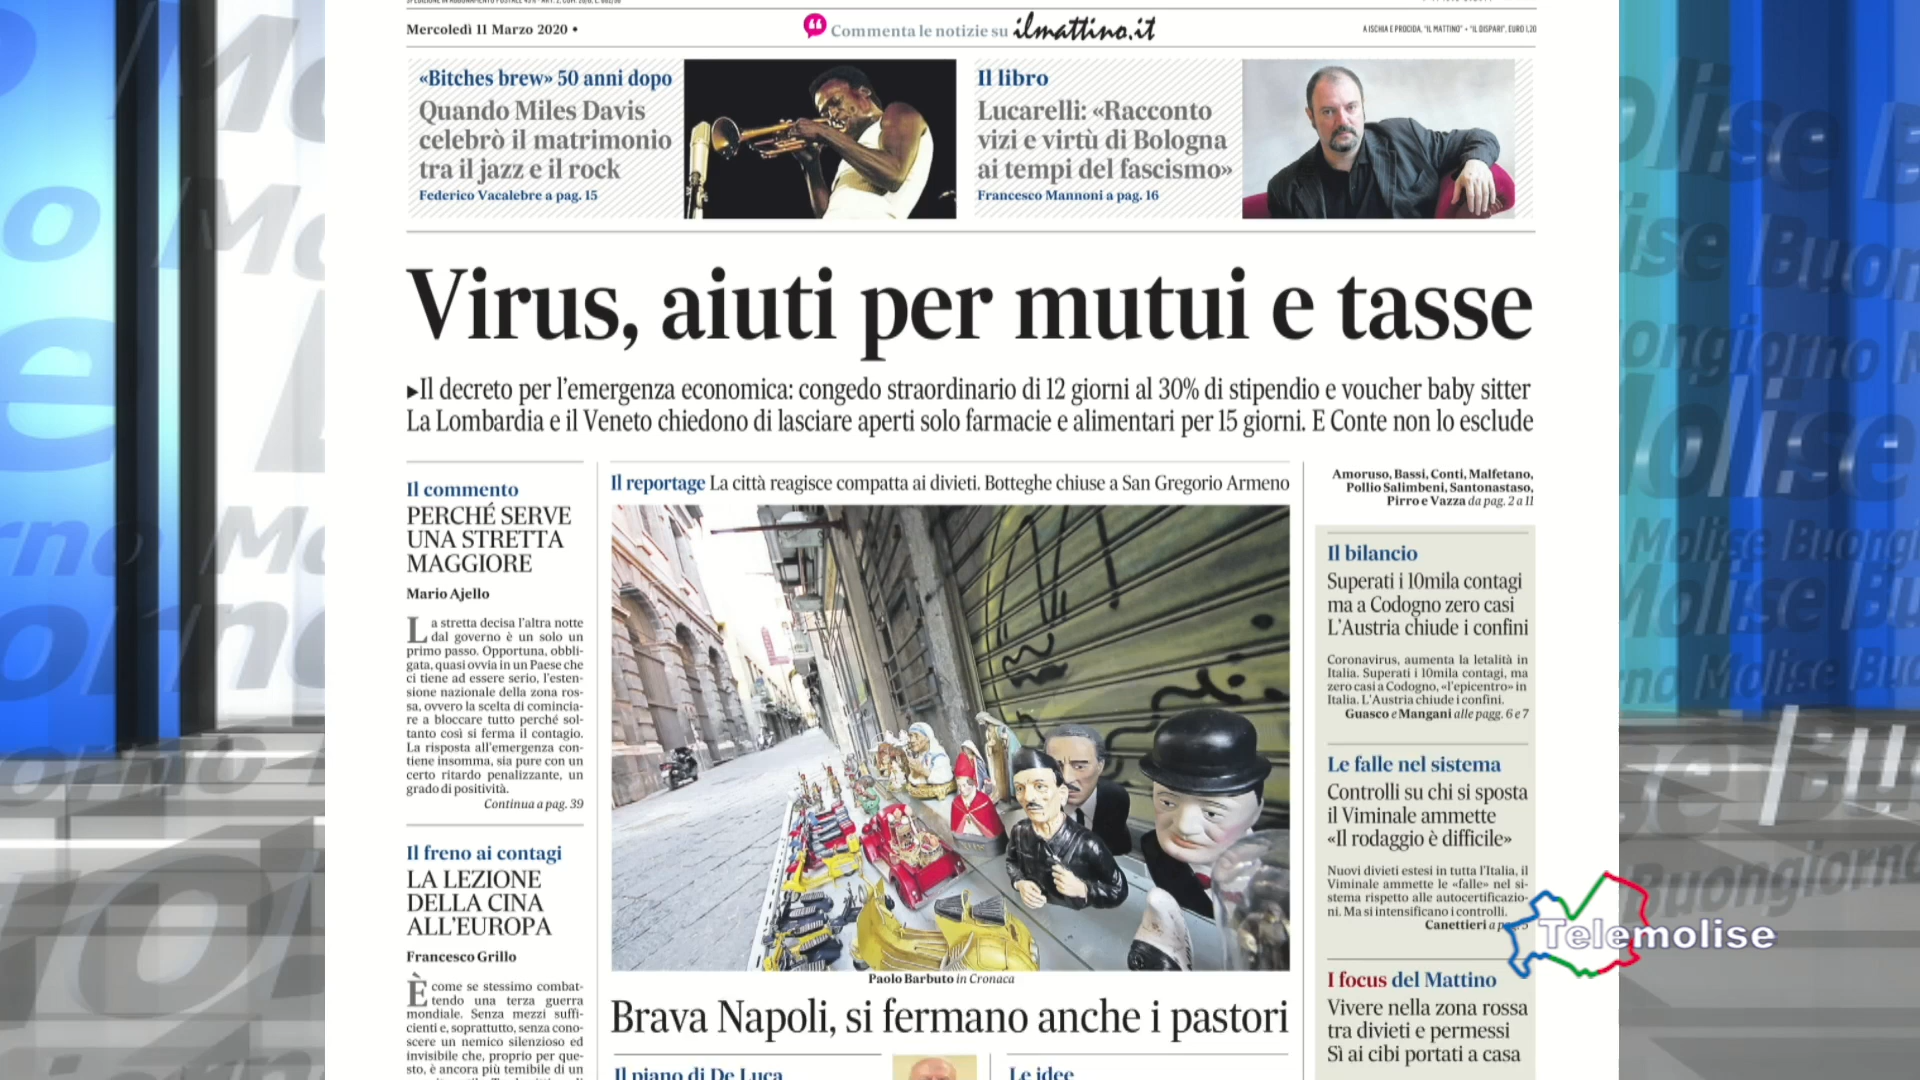 Mercoledì 11 Marzo 2020 •
Commenta le notizie su ilmattino.it
A ISCHIA E PROCIDA, "IL MATTINO" + "IL DISPARI", EURO 1,20
«Bitches brew» 50 anni dopo
Quando Miles Davis
celebrò il matrimonio
tra il jazz e il rock
Federico Vacalebre a pag. 15
Il libro
Lucarelli: «Racconto
vizi e virtù di Bologna
ai tempi del fascismo»
Francesco Mannoni a pag. 16
Virus, aiuti per mutui e tasse
▸Il decreto per l'emergenza economica: congedo straordinario di 12 giorni al 30% di stipendio e voucher baby sitter
La Lombardia e il Veneto chiedono di lasciare aperti solo farmacie e alimentari per 15 giorni. E Conte non lo esclude
Il commento
PERCHÉ SERVE
UNA STRETTA
MAGGIORE
Mario Ajello
La stretta decisa l'altra notte
dal governo è un solo un
primo passo. Opportuna, obbli-
gata, quasi ovvia in un Paese che
ci tiene ad essere serio, l'esten-
sione nazionale della zona ros-
sa, ovvero la scelta di comincia-
re a bloccare tutto perché sol-
tanto così si ferma il contagio.
La risposta all'emergenza con-
tiene insomma, sia pure con un
certo ritardo penalizzante, un
grado di positività.
Continua a pag. 39
Il freno ai contagi
LA LEZIONE
DELLA CINA
ALL'EUROPA
Francesco Grillo
È come se stessimo combat-
tendo una terza guerra
mondiale. Senza mezzi suffi-
cienti e, soprattutto, senza cono-
scere un nemico silenzioso ed
invisibile che, proprio per que-
sto, è ancora più temibile di un
Il reportage La città reagisce compatta ai divieti. Botteghe chiuse a San Gregorio Armeno
Paolo Barbuto in Cronaca
Brava Napoli, si fermano anche i pastori
Il piano di De Luca
Le idee
Amoruso, Bassi, Conti, Malfetano,
Pollio Salimbeni, Santonastaso,
Pirro e Vazza da pag. 2 a 11
Il bilancio
Superati i 10mila contagi
ma a Codogno zero casi
L'Austria chiude i confini
Coronavirus, aumenta la letalità in
Italia. Superati i 10mila contagi, ma
zero casi a Codogno, «l'epicentro» in
Italia. L'Austria chiude i confini.
Guasco e Mangani alle pagg. 6 e 7
Le falle nel sistema
Controlli su chi si sposta
il Viminale ammette
«Il rodaggio è difficile»
Nuovi divieti estesi in tutta l'Italia, il
Viminale ammette le «falle» nel si-
stema rispetto alle autocertificazio-
ni. Ma si intensificano i controlli.
Canettieri a p
Telemolise
I focus del Mattino
Vivere nella zona rossa
tra divieti e permessi
Sì ai cibi portati a casa